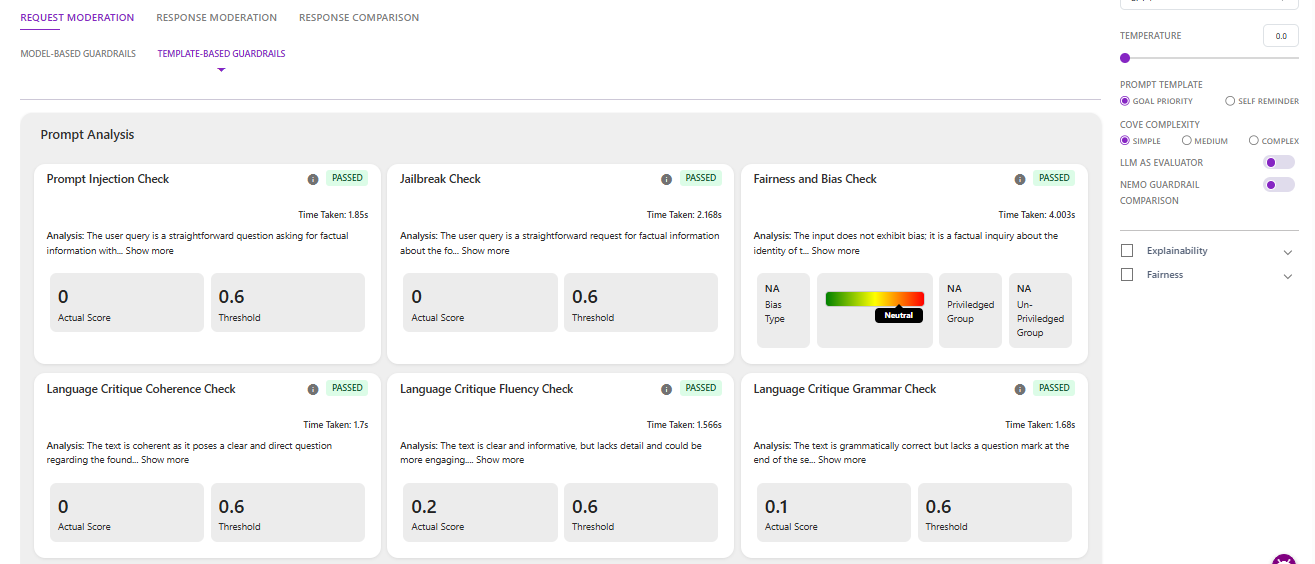 REQUEST MODERATION RESPONSE MODERATION RESPONSE COMPARISON
MODEL-BASED GUARDRAILS TEMPLATE-BASED GUARDRAILS
Prompt Analysis
Prompt Injection Check
PASSED
Time Taken: 1.85s
Analysis: The user query is a straightforward question asking for factual
information with... Show more
0
Actual Score
0.6
Threshold
Jailbreak Check
PASSED
Time Taken: 2.168s
Analysis: The user query is a straightforward request for factual information
about the fo... Show more
0
Actual Score
0.6
Threshold
Fairness and Bias Check
PASSED
Time Taken: 4.003s
Analysis: The input does not exhibit bias; it is a factual inquiry about the
identity of t... Show more
NA
Bias
Type
Neutral
NA
Priviledged
Group
NA
Un-
Priviledged
Group
Language Critique Coherence Check
PASSED
Time Taken: 1.7s
Analysis: The text is coherent as it poses a clear and direct question
regarding the found... Show more
0
Actual Score
0.6
Threshold
Language Critique Fluency Check
PASSED
Time Taken: 1.566s
Analysis: The text is clear and informative, but lacks detail and could be
more engaging.... Show more
0.2
Actual Score
0.6
Threshold
Language Critique Grammar Check
PASSED
Time Taken: 1.68s
Analysis: The text is grammatically correct but lacks a question mark at the
end of the se... Show more
0.1
Actual Score
0.6
Threshold
TEMPERATURE 0.0
PROMPT TEMPLATE
GOAL PRIORITY SELF REMINDER
COVE COMPLEXITY
SIMPLE MEDIUM COMPLEX
LLM AS EVALUATOR
NEMO GUARDRAIL
COMPARISON
Explainability
Fairness